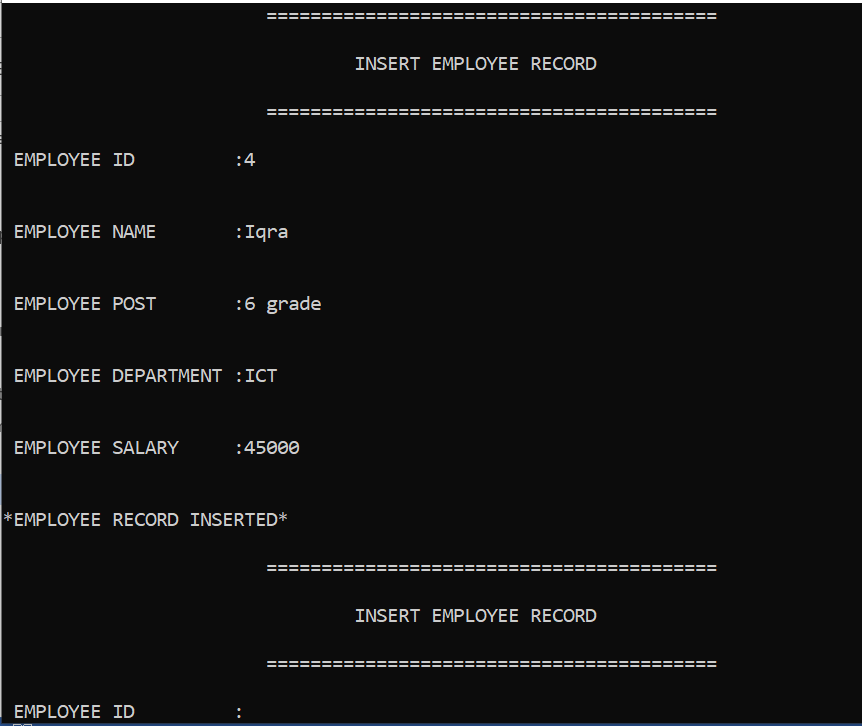 =========================================
INSERT EMPLOYEE RECORD
=========================================
EMPLOYEE ID :4
EMPLOYEE NAME :Iqra
EMPLOYEE POST :6 grade
EMPLOYEE DEPARTMENT :ICT
EMPLOYEE SALARY :45000
*EMPLOYEE RECORD INSERTED*
=========================================
INSERT EMPLOYEE RECORD
=========================================
EMPLOYEE ID :